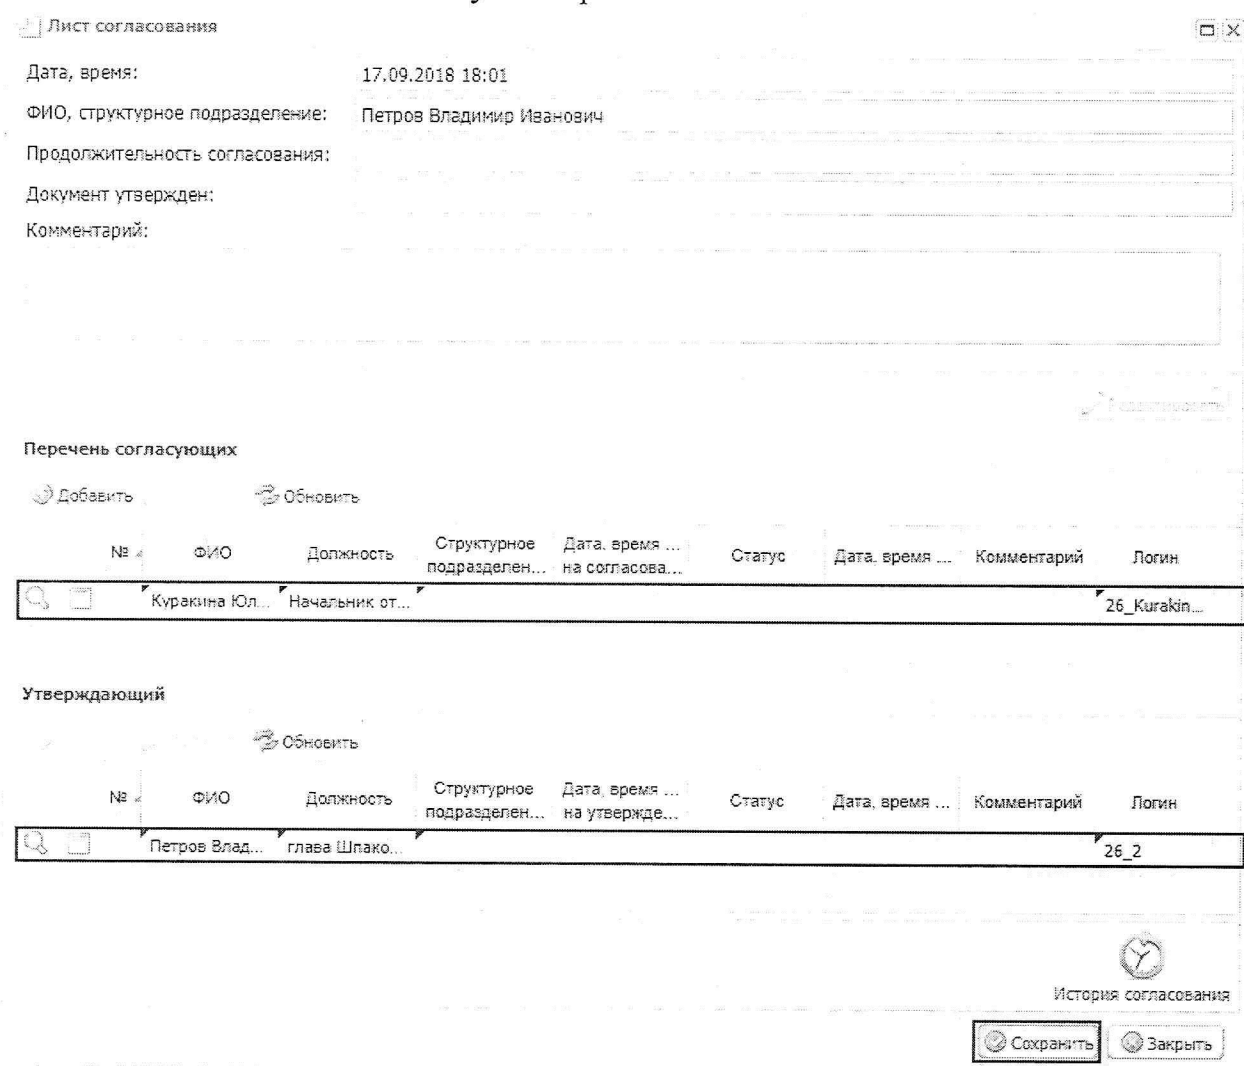 Лист согласования
Дата, время: 17.09.2018 18:01
ФИО, структурное подразделение: Петров Владимир Иванович
Продолжительность согласования:
Документ утвержден:
Комментарий:
Редактировать
Перечень согласующих
Добавить Обновить
№ ФИО Должность Структурное подразделен... Дата, время ... на согласова... Статус Дата, время ... Комментарий Логин
Куракина Юл... Начальник от... 26_Kurakin...
Утверждающий
Обновить
№ ФИО Должность Структурное подразделен... Дата, время ... на утвержде... Статус Дата, время ... Комментарий Логин
Петров Влад... глава Шпако... 26_2
История согласования
Сохранить Закрыть